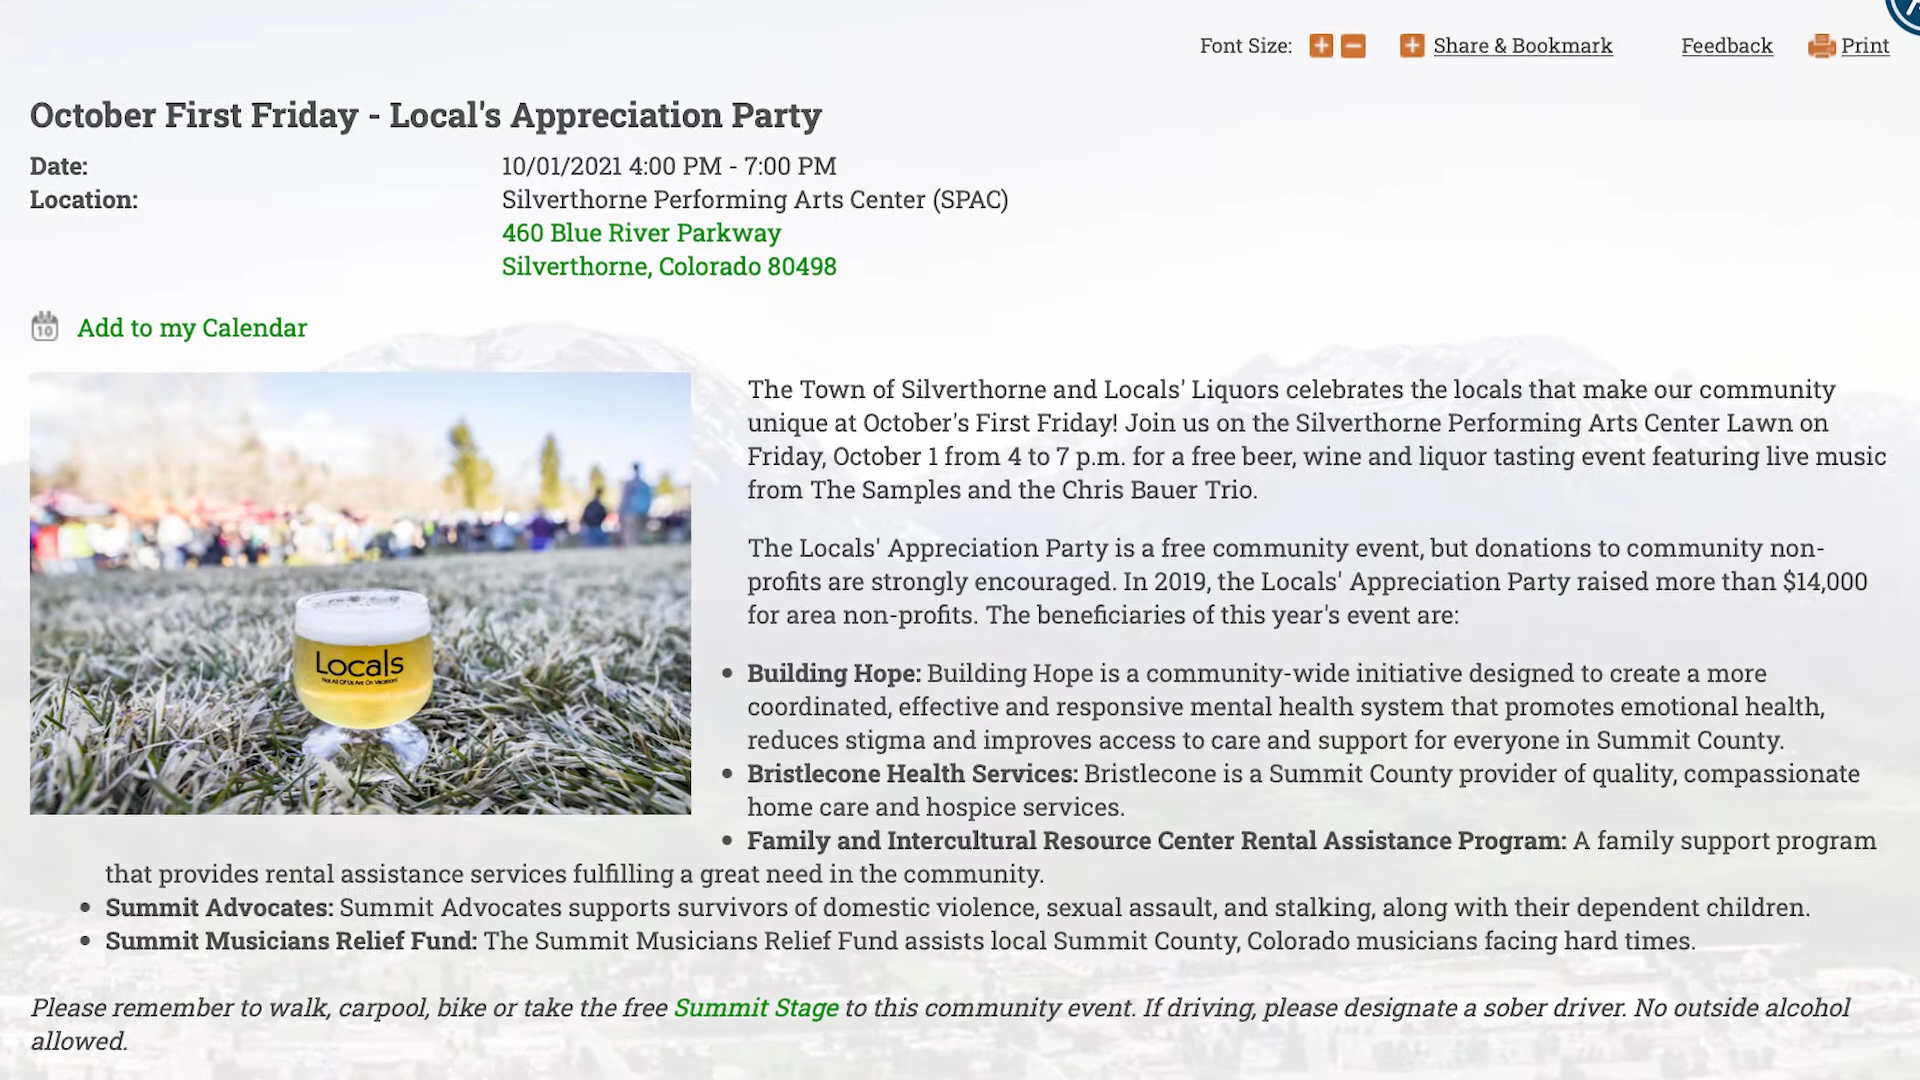 Font Size:
Share & Bookmark
Feedback
Print
October First Friday - Local's Appreciation Party
Date: 10/01/2021 4:00 PM - 7:00 PM
Location: Silverthorne Performing Arts Center (SPAC)
460 Blue River Parkway
Silverthorne, Colorado 80498
10
Add to my Calendar
Locals
Not All Of Us Are On Vacation!
The Town of Silverthorne and Locals' Liquors celebrates the locals that make our community
unique at October's First Friday! Join us on the Silverthorne Performing Arts Center Lawn on
Friday, October 1 from 4 to 7 p.m. for a free beer, wine and liquor tasting event featuring live music
from The Samples and the Chris Bauer Trio.
The Locals' Appreciation Party is a free community event, but donations to community non-
profits are strongly encouraged. In 2019, the Locals' Appreciation Party raised more than $14,000
for area non-profits. The beneficiaries of this year's event are:
• Building Hope: Building Hope is a community-wide initiative designed to create a more
coordinated, effective and responsive mental health system that promotes emotional health,
reduces stigma and improves access to care and support for everyone in Summit County.
• Bristlecone Health Services: Bristlecone is a Summit County provider of quality, compassionate
home care and hospice services.
• Family and Intercultural Resource Center Rental Assistance Program: A family support program
that provides rental assistance services fulfilling a great need in the community.
• Summit Advocates: Summit Advocates supports survivors of domestic violence, sexual assault, and stalking, along with their dependent children.
• Summit Musicians Relief Fund: The Summit Musicians Relief Fund assists local Summit County, Colorado musicians facing hard times.
Please remember to walk, carpool, bike or take the free Summit Stage to this community event. If driving, please designate a sober driver. No outside alcohol
allowed.